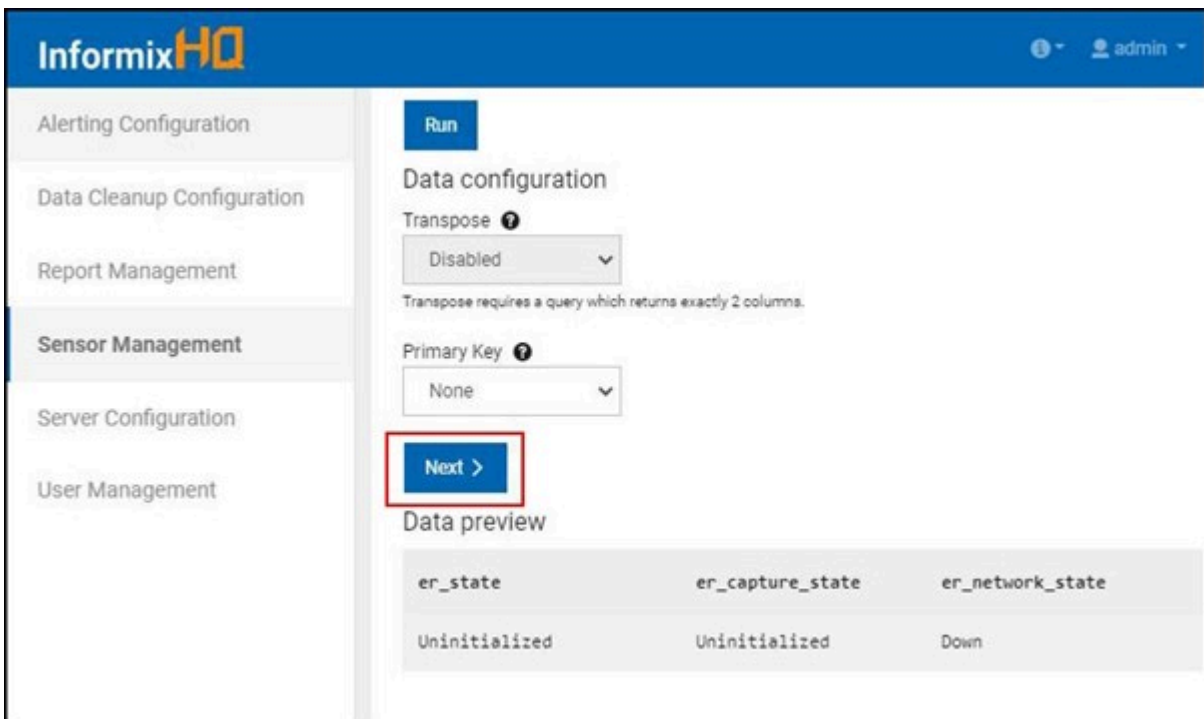 InformixHQ
admin
Alerting Configuration
Data Cleanup Configuration
Report Management
Sensor Management
Server Configuration
User Management
Run
Data configuration
Transpose ?
Disabled
Transpose requires a query which returns exactly 2 columns.
Primary Key ?
None
Next >
Data preview
er_state er_capture_state er_network_state
Uninitialized Uninitialized Down